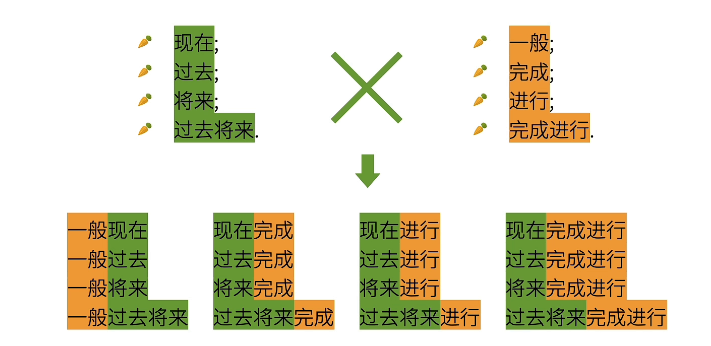 现在;
过去;
将来;
过去将来.
一般;
完成;
进行;
完成进行.
一般现在
一般过去
一般将来
一般过去将来
现在完成
过去完成
将来完成
过去将来完成
现在进行
过去进行
将来进行
过去将来进行
现在完成进行
过去完成进行
将来完成进行
过去将来完成进行